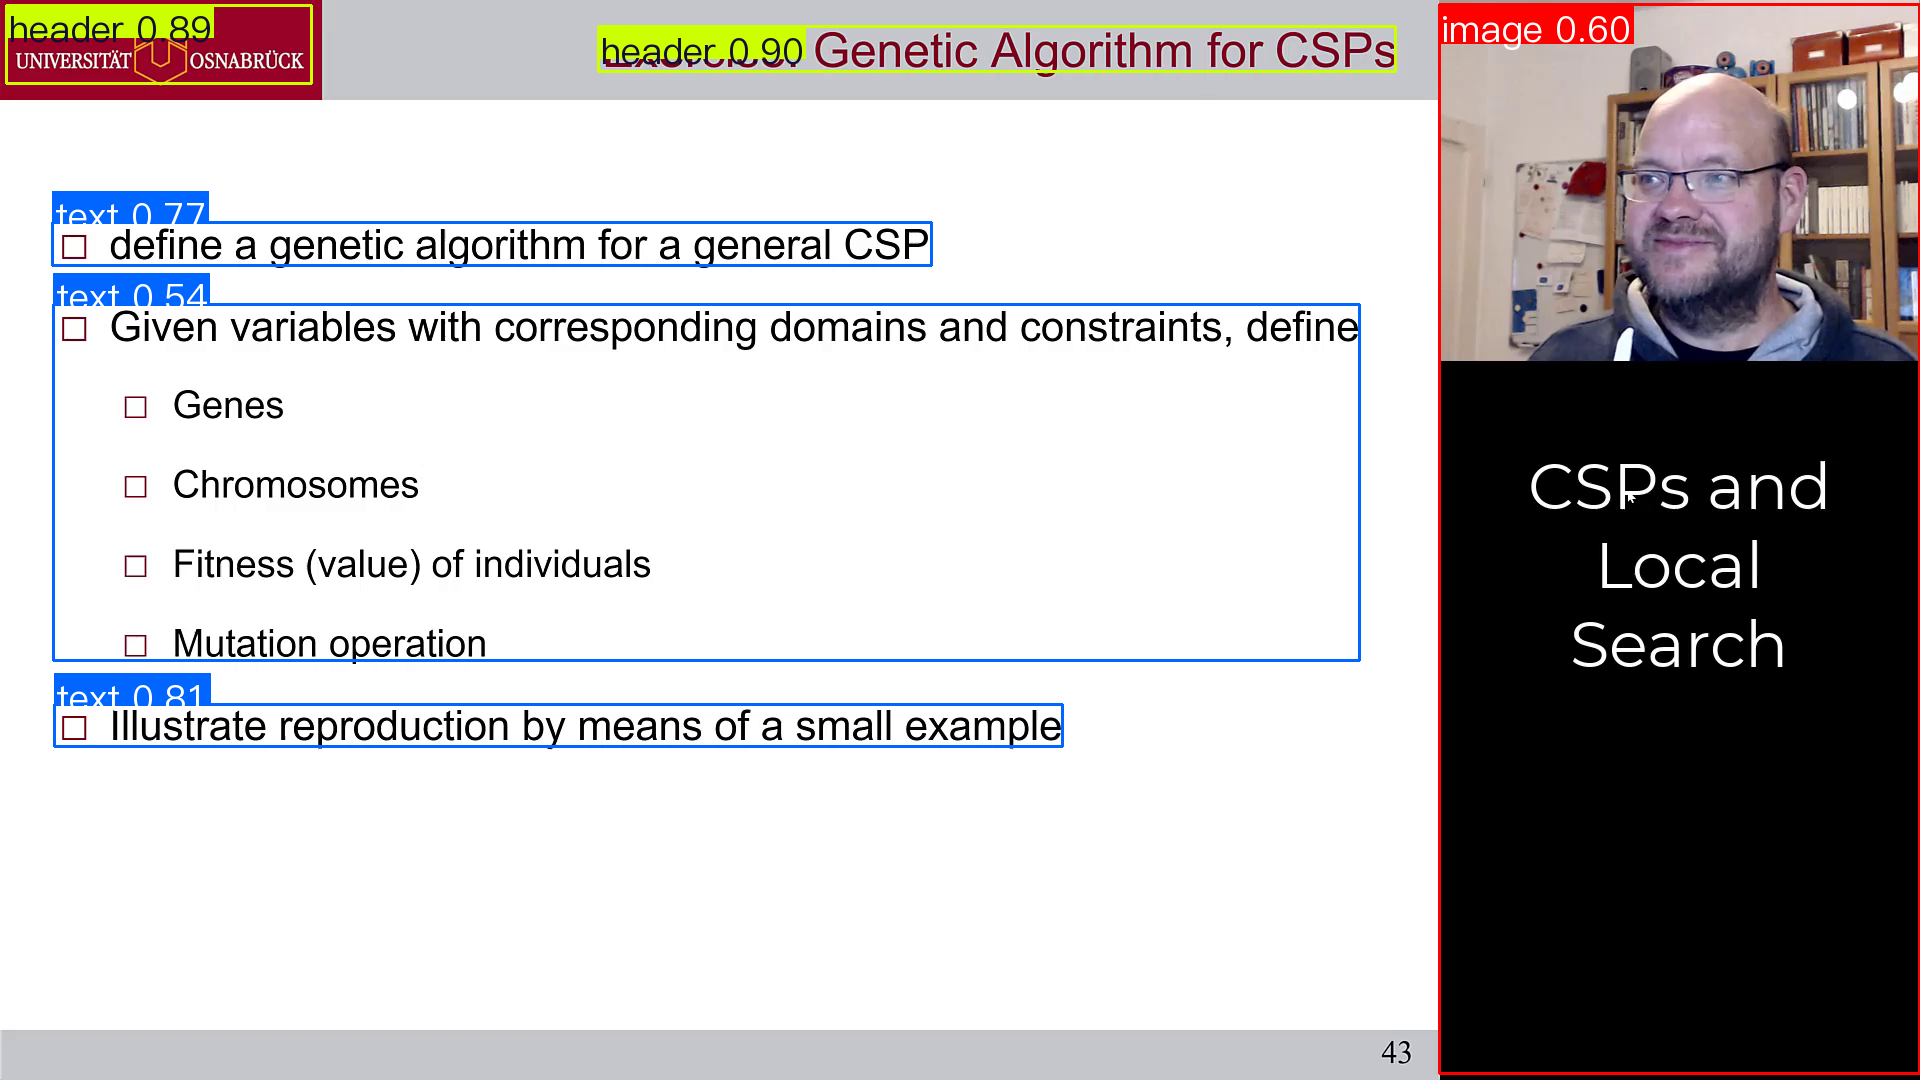 header 0.89
UNIVERSITÄT OSNABRÜCK
header 0.90 Genetic Algorithm for CSPs
image 0.60
text 0.77
define a genetic algorithm for a general CSP
text 0.54
Given variables with corresponding domains and constraints, define
Genes
Chromosomes
Fitness (value) of individuals
Mutation operation
text 0.81
Illustrate reproduction by means of a small example
43
CSPs and
Local
Search